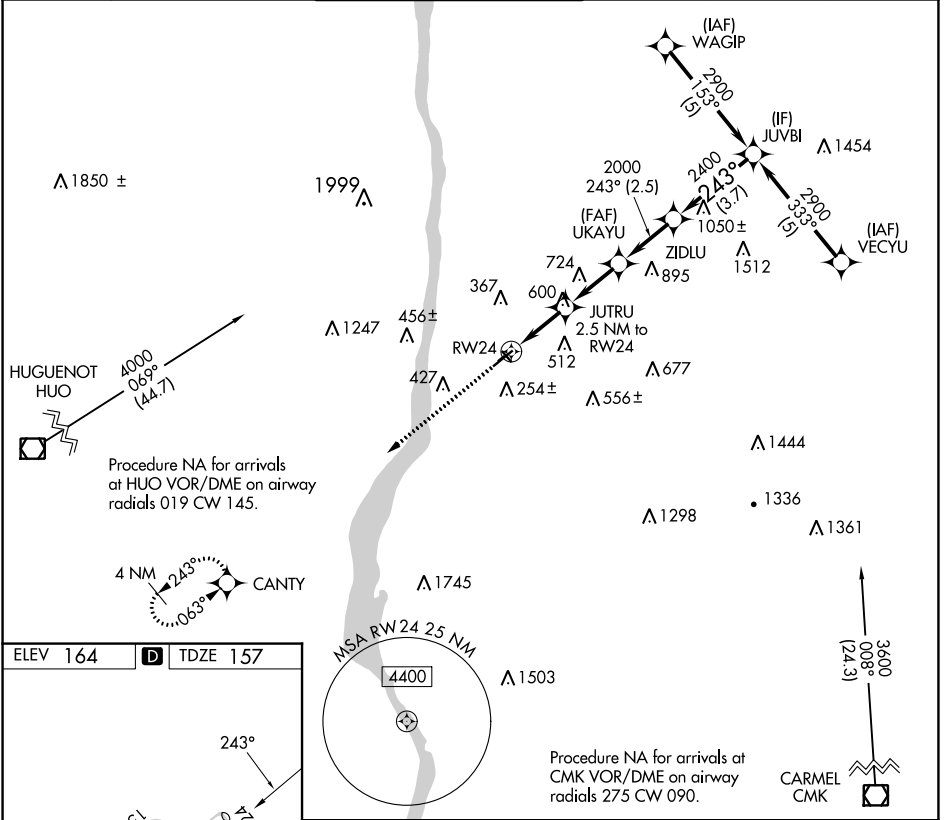 (IAF)
WAGIP
2900
153°
(5)
(IF)
JUVBI
1454
1850 ±
1999
2000
243° (2.5)
2400
243°
(3.7)
2900
333°
(5)
(IAF)
VECYU
(FAF)
UKAYU
1050±
ZIDLU
1512
724
895
367
600
JUTRU
2.5 NM to
RW24
456±
1247
RW24
512
677
427
254±
556±
4000
069°
(44.7)
HUGUENOT
HUO
Procedure NA for arrivals
at HUO VOR/DME on airway
radials 019 CW 145.
1444
1336
1298
1361
4 NM
243°
063°
CANTY
1745
MSA RW24 25 NM
4400
1503
3600
008°
(24.3)
ELEV 164
D
TDZE 157
243°
24
Procedure NA for arrivals at
CMK VOR/DME on airway
radials 275 CW 090.
CARMEL
CMK